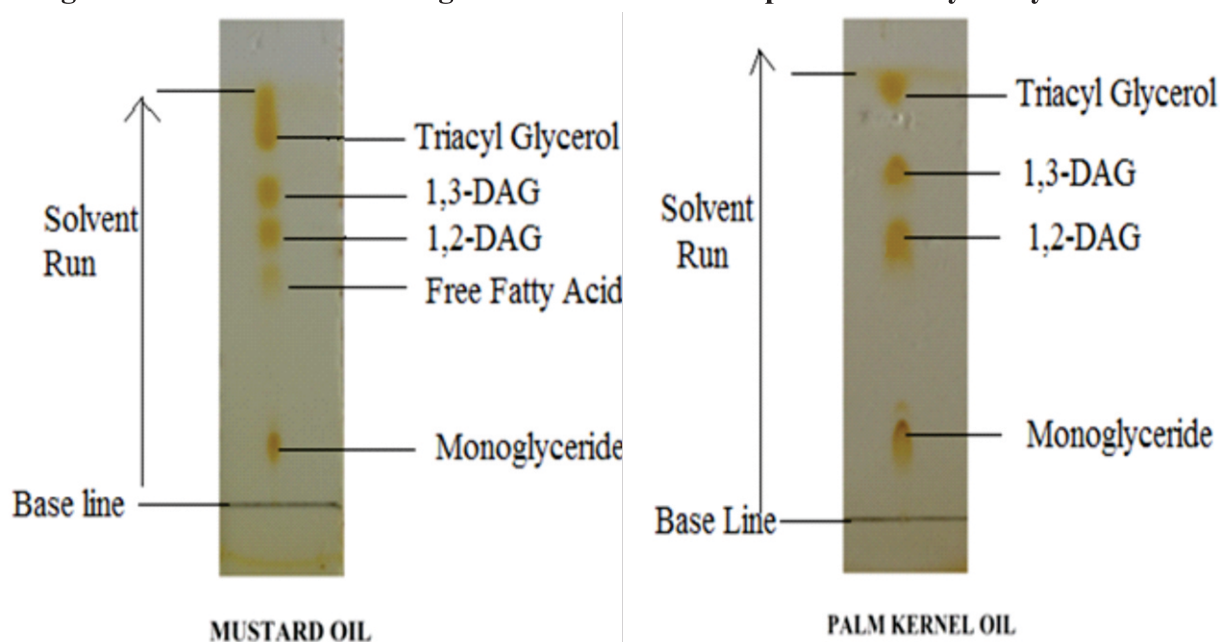 Triacyl Glycerol
1,3-DAG
1,2-DAG
Free Fatty Acid
Monoglyceride
Solvent
Run
Base line
MUSTARD OIL
Triacyl Glycerol
1,3-DAG
1,2-DAG
Monoglyceride
Solvent
Run
Base Line
PALM KERNEL OIL